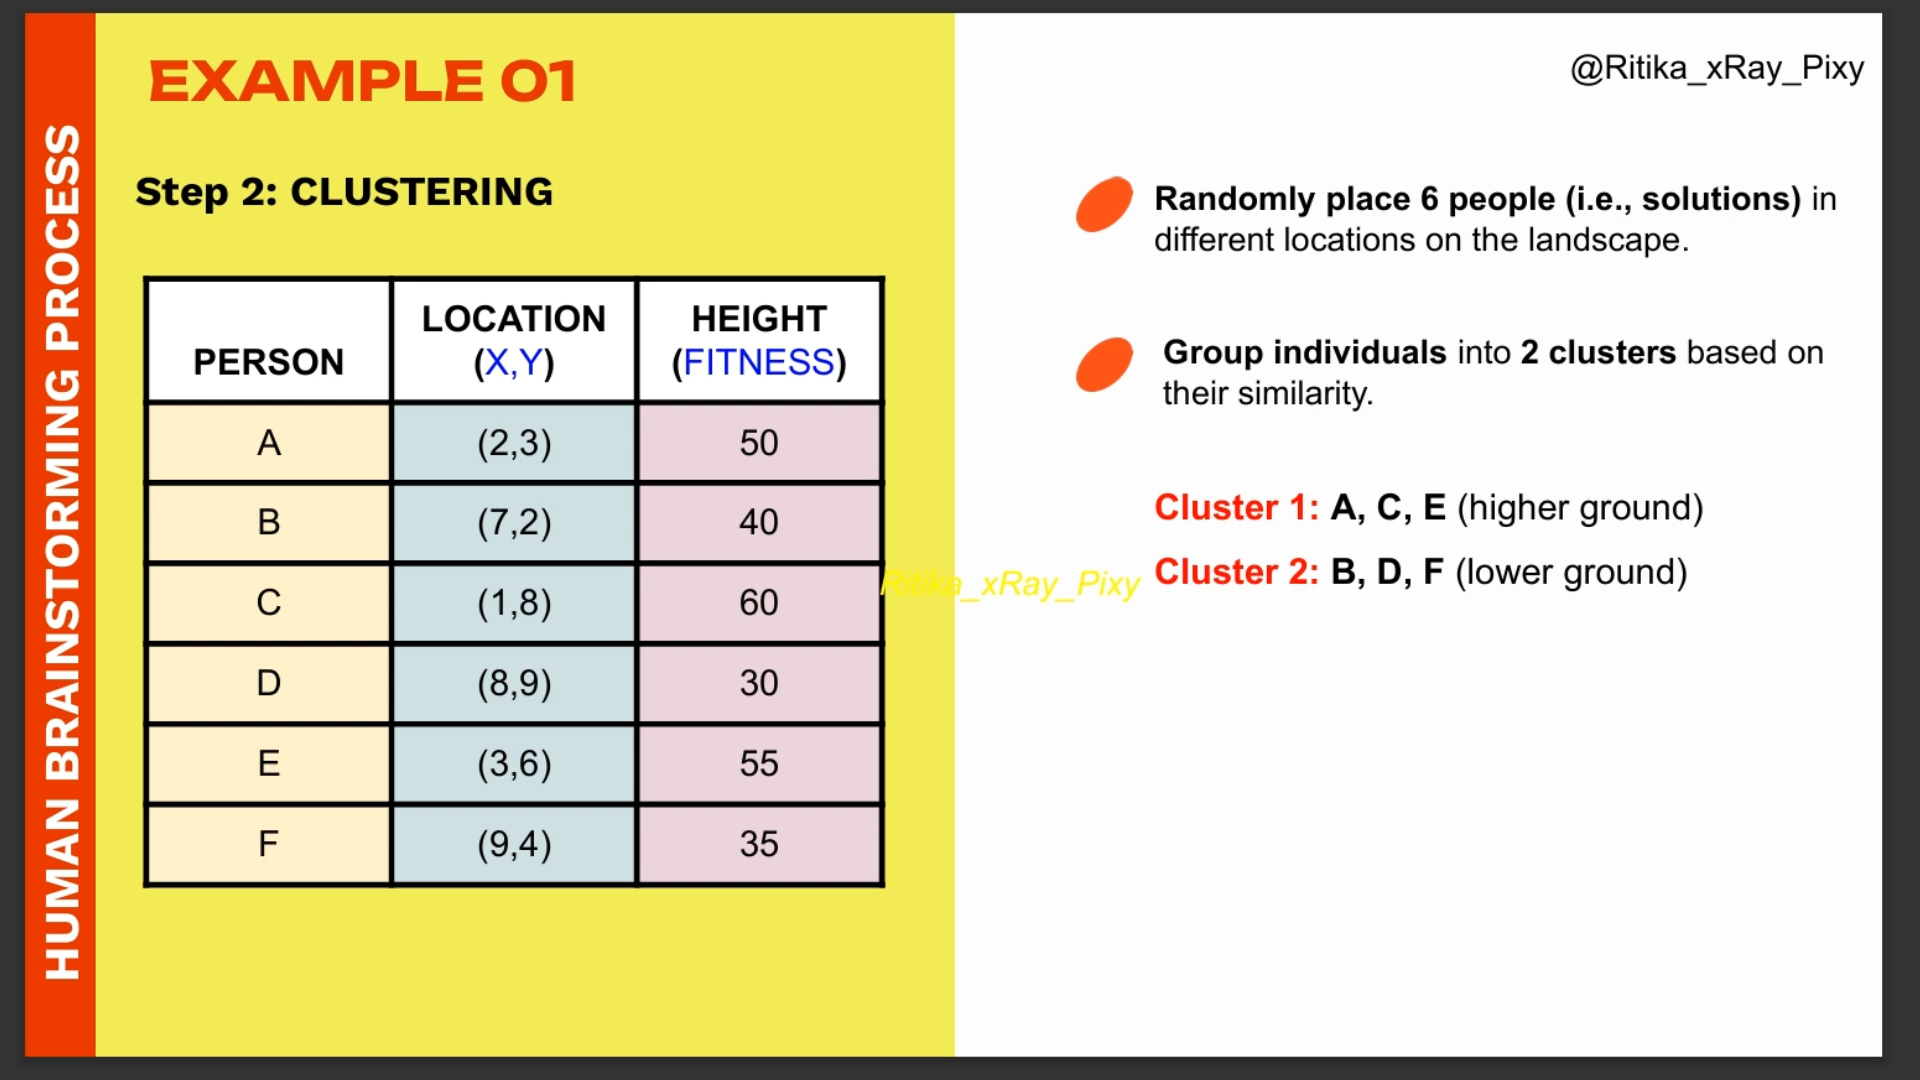 HUMAN BRAINSTORMING PROCESS
EXAMPLE 01
Step 2: CLUSTERING
PERSON
LOCATION
(X,Y)
HEIGHT
(FITNESS)
A
(2,3)
50
B
(7,2)
40
C
(1,8)
60
D
(8,9)
30
E
(3,6)
55
F
(9,4)
35
Ritika_xRay_Pixy
@Ritika_xRay_Pixy
Randomly place 6 people (i.e., solutions) in
different locations on the landscape.
Group individuals into 2 clusters based on
their similarity.
Cluster 1: A, C, E (higher ground)
Cluster 2: B, D, F (lower ground)